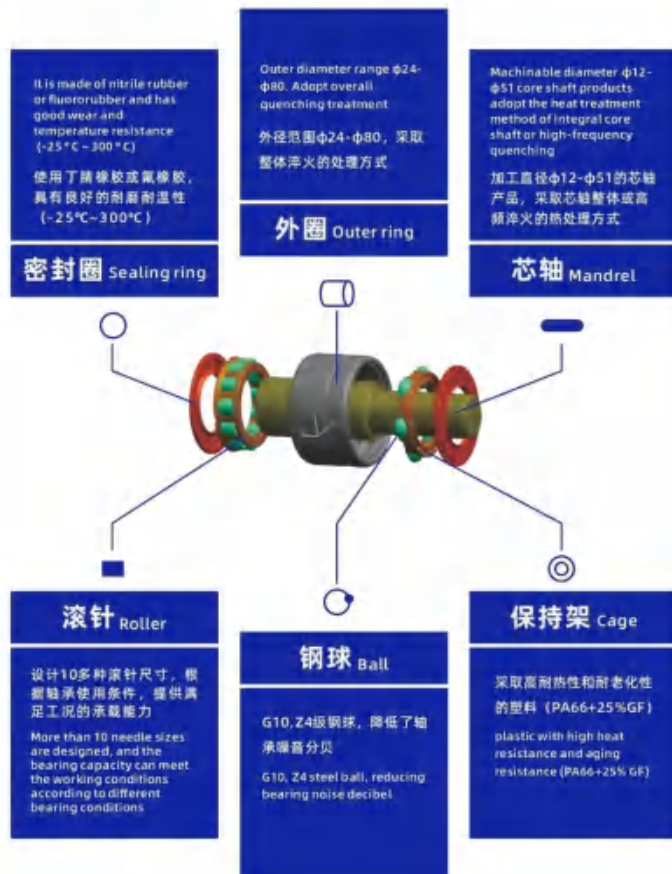 It is made of nitrile rubber
or fluororubber and has
good wear and
temperature resistance
(-25°C~300°C)
使用丁腈橡胶或氟橡胶，
具有良好的耐磨耐温性
(-25℃~300℃)
密封圈 Sealing ring
Outer diameter range ф24-
ф80. Adopt overall
quenching treatment
外径范围ф24-ф80，采取
整体淬火的处理方式
外圈 Outer ring
Machinable diameter ф12-
ф51 core shaft products
adopt the heat treatment
method of integral core
shaft or high-frequency
quenching
加工直径ф12-ф51的芯轴
产品，采取芯轴整体或高
频淬火的热处理方式
芯轴 Mandrel
滚针 Roller
设计10多种滚针尺寸，根
据轴承使用条件，提供满
足工况的承载能力
More than 10 needle sizes
are designed, and the
bearing capacity can meet
the working conditions
according to different
bearing conditions
钢球 Ball
G10,Z4级钢球，降低了轴
承噪音分贝
G10, Z4 steel ball, reducing
bearing noise decibel
保持架 Cage
采取高耐热性和耐老化性
的塑料（PA66+25%GF）
plastic with high heat
resistance and aging
resistance (PA66+25% GF)